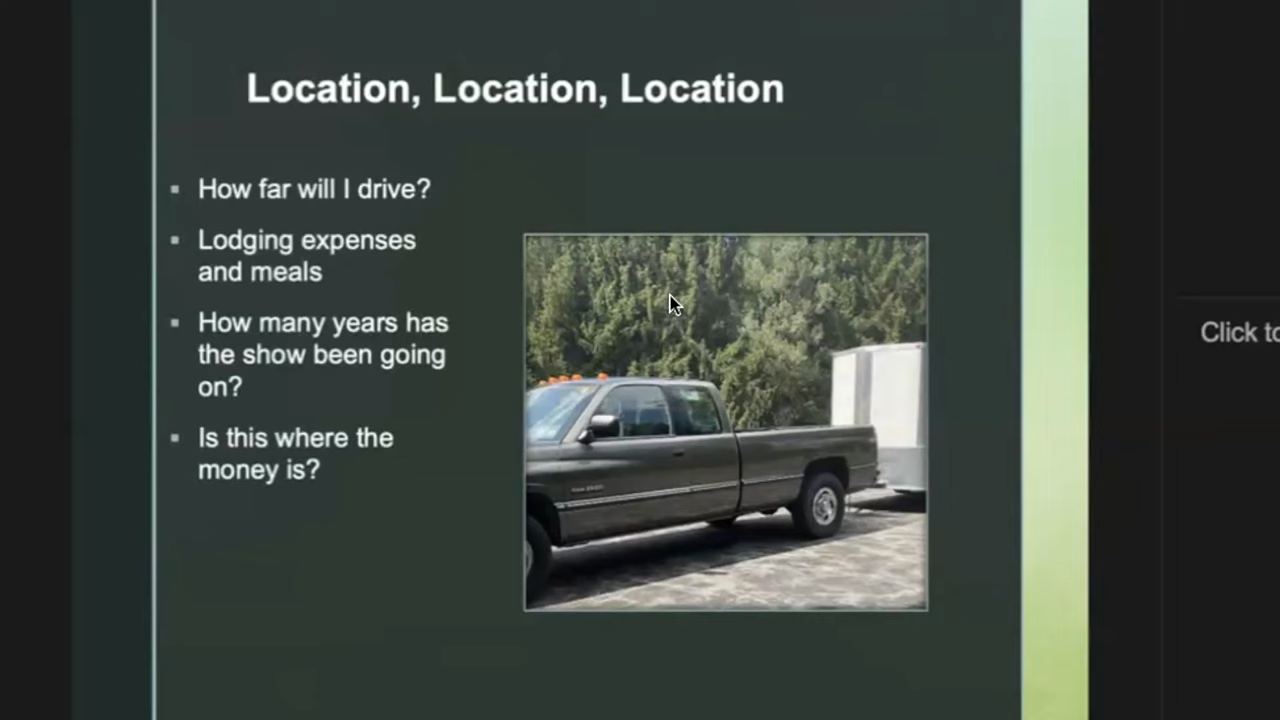 Location, Location, Location
How far will I drive?
Lodging expenses
and meals
How many years has
the show been going
on?
Is this where the
money is?
Click to